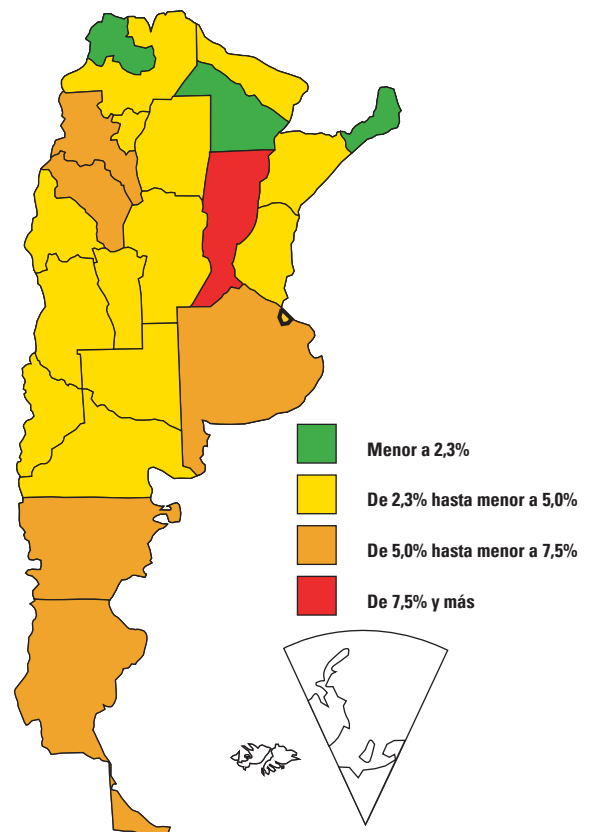 Menor a 2,3%
De 2,3% hasta menor a 5,0%
De 5,0% hasta menor a 7,5%
De 7,5% y más